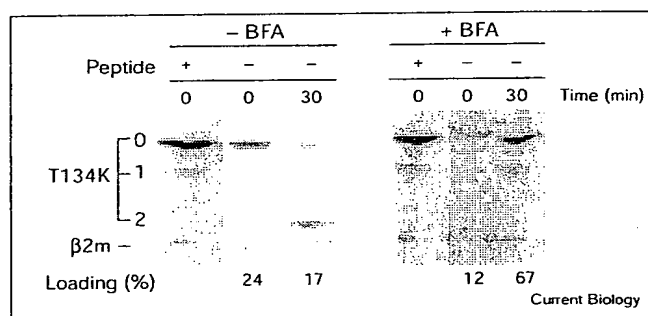 – BFA + BFA
Peptide + – – + – –
0 0 30 0 0 30 Time (min)
0
T134K 1
2
β2m –
Loading (%) 24 17 12 67
Current Biology